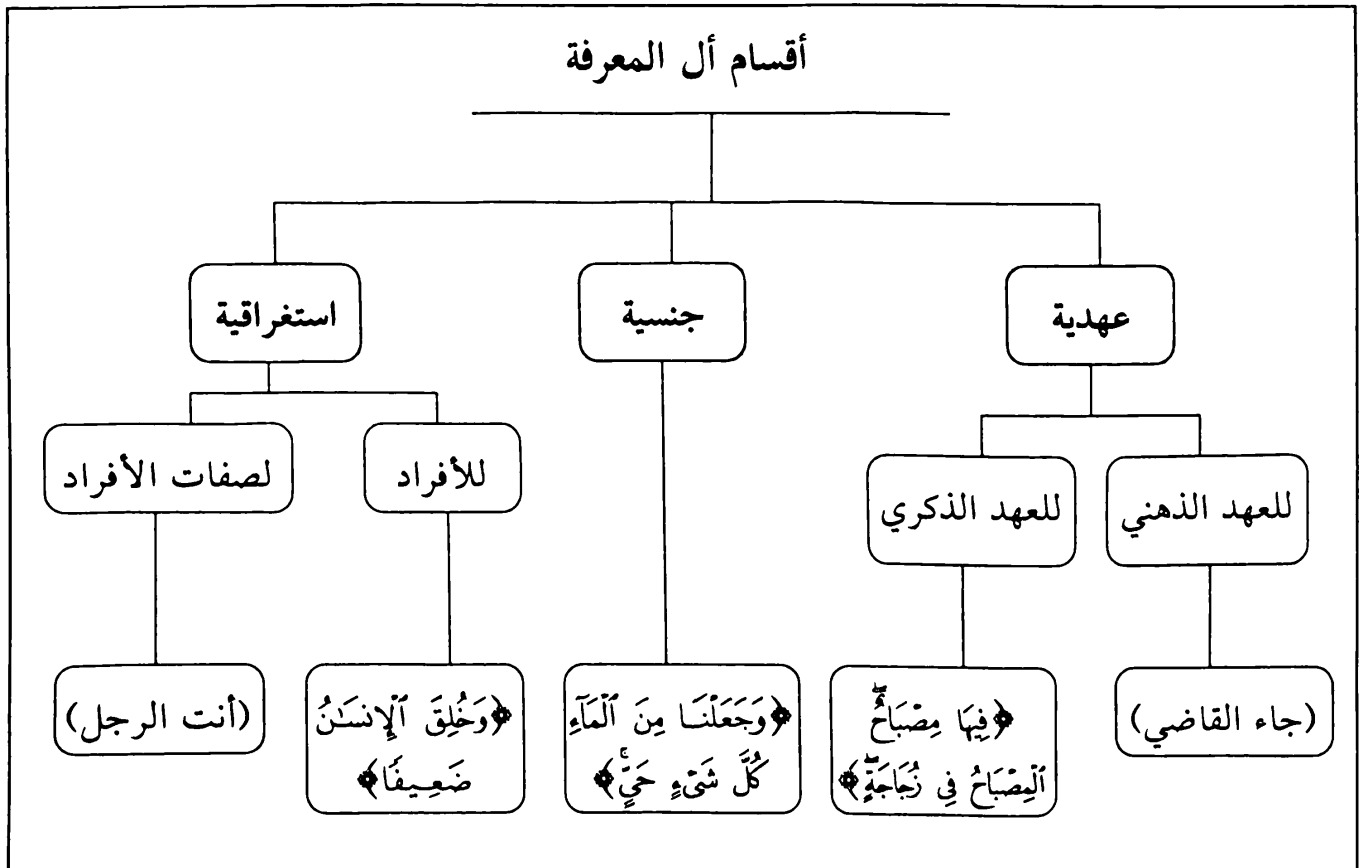 أقسام أل المعرفة
عهدية
جنسية
استغراقية
للعهد الذهني
للعهد الذكري
للأفراد
لصفات الأفراد
(جاء القاضي)
﴿فِيهَا مِصْبَاحٌۖ
ٱلْمِصْبَاحُ فِي زُجَاجَةٍۖ﴾
﴿وَجَعَلْنَا مِنَ ٱلْمَآءِ
كُلَّ شَىْءٍ حَيٍّۚ﴾
﴿وَخُلِقَ ٱلْإِنسَٰنُ
ضَعِيفًا﴾
(أنت الرجل)